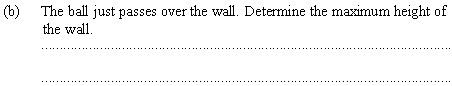 (b) The ball just passes over the wall. Determine the maximum height of
the wall.